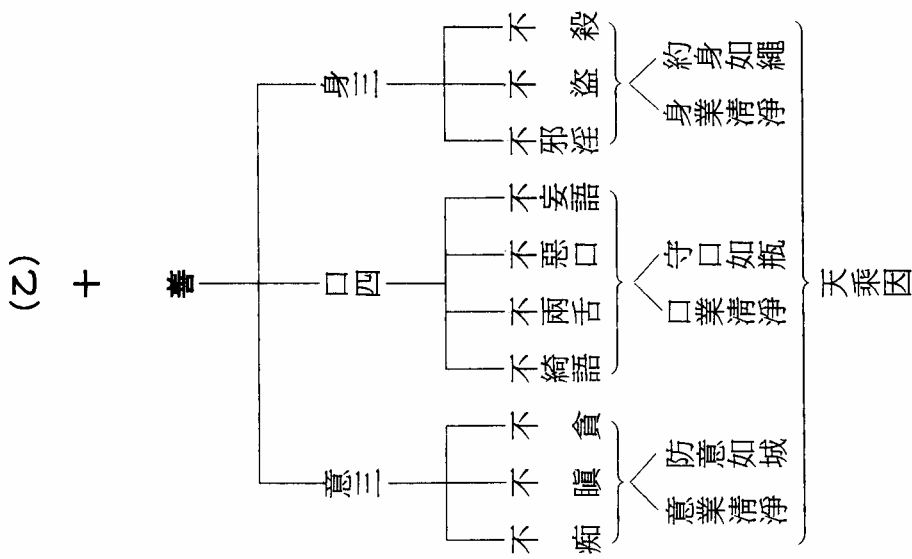 (2) 十善
身三
不殺
不盜
不邪淫
約身如繩
身業清淨
口四
不妄語
不惡口
不兩舌
不綺語
守口如瓶
口業清淨
意三
不貪
不瞋
不痴
防意如城
意業清淨
天乘因